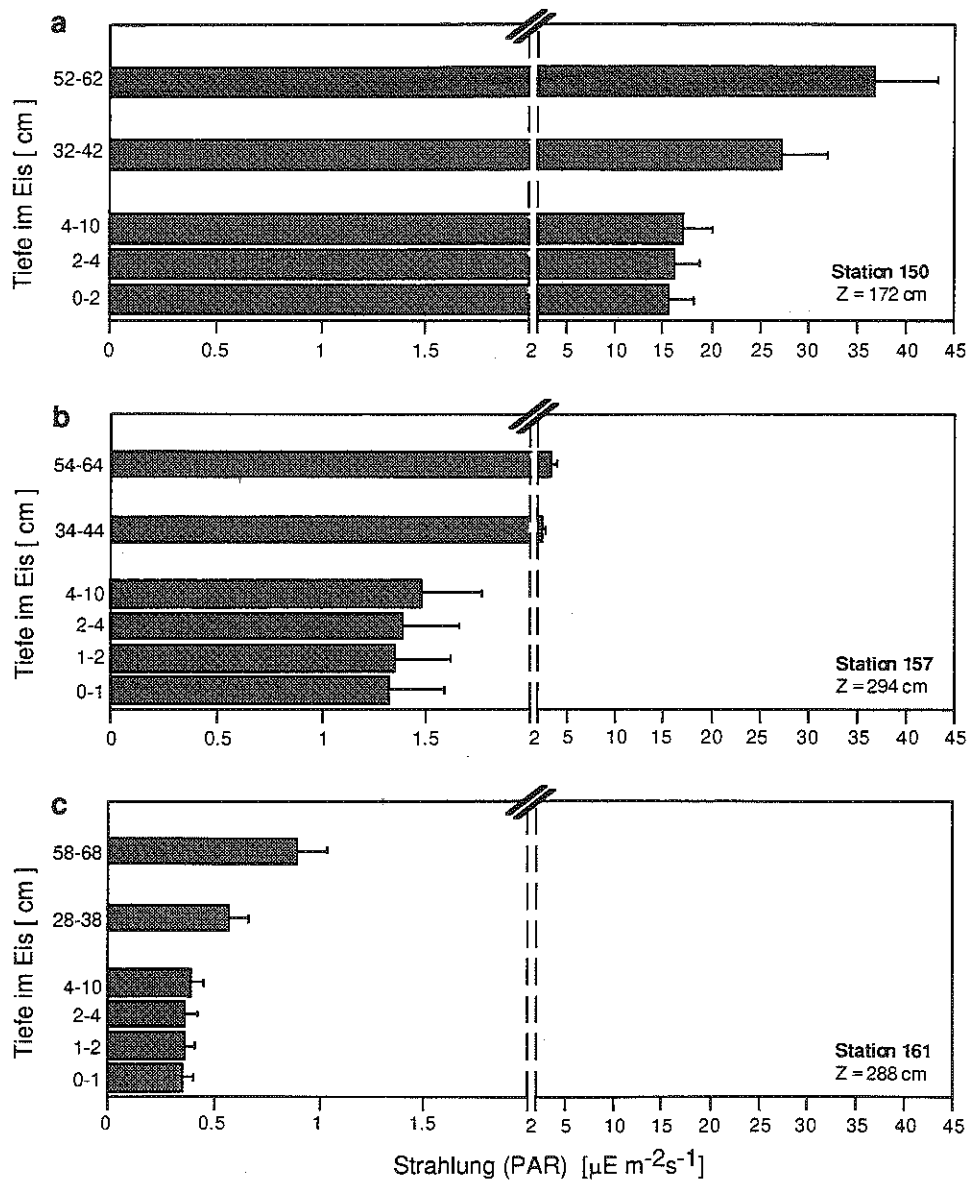 a
Tiefe im Eis [ cm ]
52-62
32-42
4-10
2-4
0-2
Station 150
Z = 172 cm
0 0.5 1 1.5 2 5 10 15 20 25 30 35 40 45
b
Tiefe im Eis [ cm ]
54-64
34-44
4-10
2-4
1-2
0-1
Station 157
Z = 294 cm
0 0.5 1 1.5 2 5 10 15 20 25 30 35 40 45
c
Tiefe im Eis [ cm ]
58-68
28-38
4-10
2-4
1-2
0-1
Station 161
Z = 288 cm
0 0.5 1 1.5 2 5 10 15 20 25 30 35 40 45
Strahlung (PAR) [µE m⁻²s⁻¹]